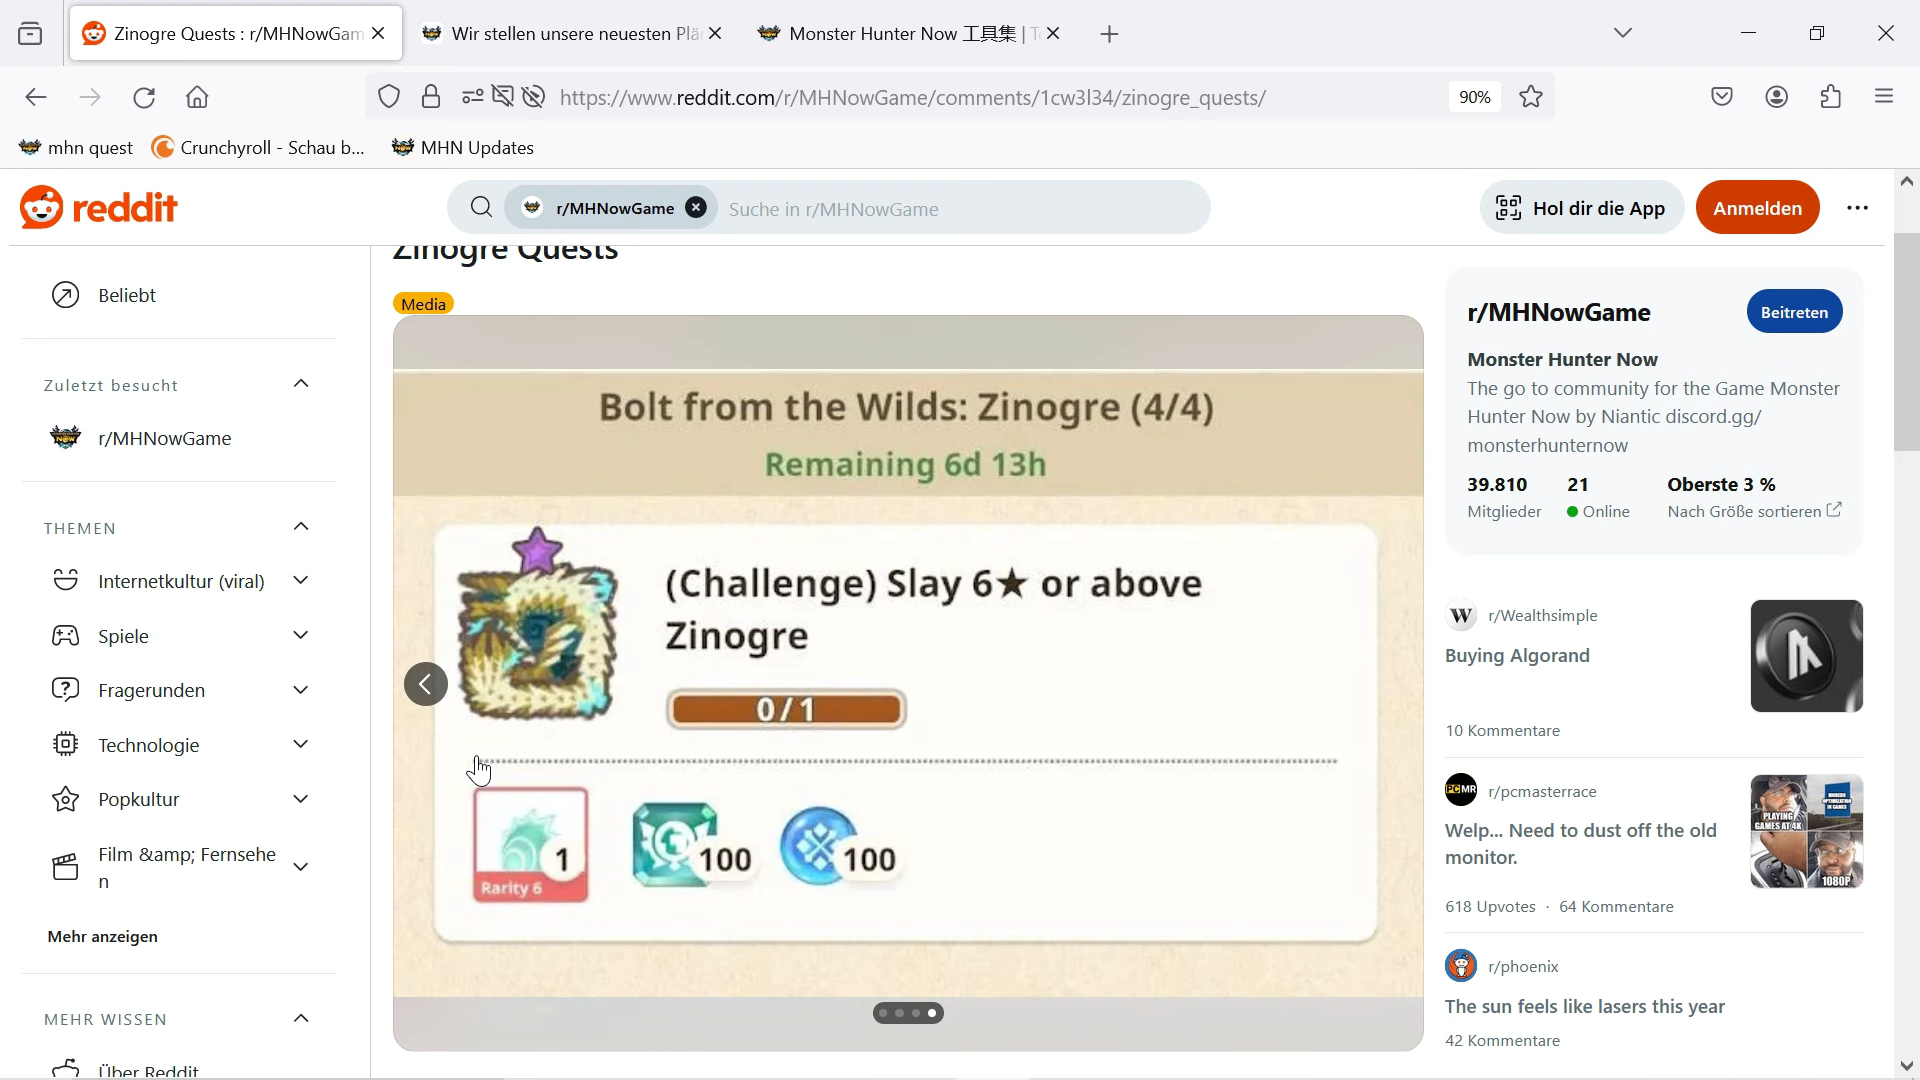 Zinogre Quests : r/MHNowGam
Wir stellen unsere neuesten Plä
Monster Hunter Now 工具集 | T
https://www.reddit.com/r/MHNowGame/comments/1cw3l34/zinogre_quests/
90%
mhn quest
Crunchyroll - Schau b...
MHN Updates
reddit
r/MHNowGame
Suche in r/MHNowGame
Hol dir die App
Anmelden
Zinogre Quests
Media
Beliebt
Zuletzt besucht
r/MHNowGame
THEMEN
Internetkultur (viral)
Spiele
Fragerunden
Technologie
Popkultur
Film &amp; Fernsehe
n
Mehr anzeigen
MEHR WISSEN
Über Reddit
Bolt from the Wilds: Zinogre (4/4)
Remaining 6d 13h
(Challenge) Slay 6★ or above
Zinogre
0/1
1
Rarity 6
100
100
r/MHNowGame
Beitreten
Monster Hunter Now
The go to community for the Game Monster
Hunter Now by Niantic discord.gg/
monsterhunternow
39.810
21
Oberste 3 %
Mitglieder
Online
Nach Größe sortieren
W
r/Wealthsimple
Buying Algorand
10 Kommentare
PCMR
r/pcmasterrace
Welp... Need to dust off the old
monitor.
PLAYING
GAMES AT 4K
1080P
618 Upvotes · 64 Kommentare
r/phoenix
The sun feels like lasers this year
42 Kommentare